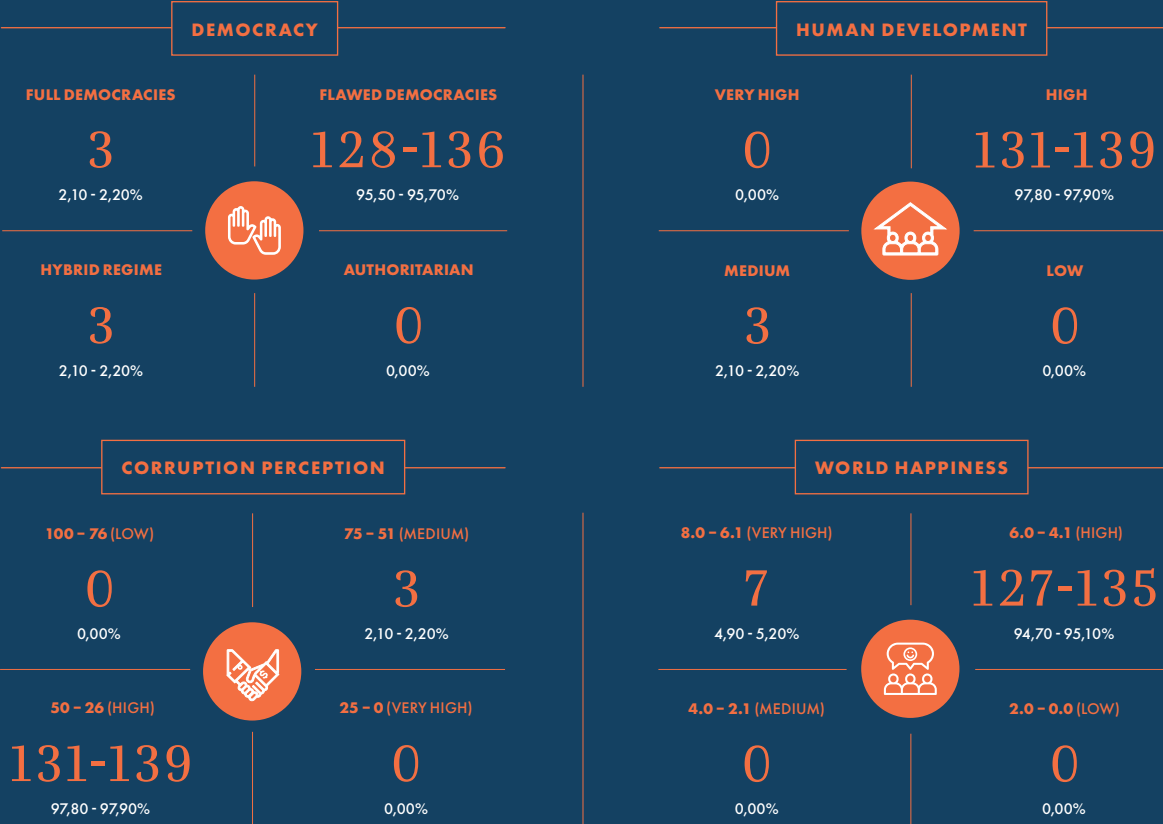 DEMOCRACY
FULL DEMOCRACIES
3
2,10 - 2,20%
FLAWED DEMOCRACIES
128-136
95,50 - 95,70%
HYBRID REGIME
3
2,10 - 2,20%
AUTHORITARIAN
0
0,00%
HUMAN DEVELOPMENT
VERY HIGH
0
0,00%
HIGH
131-139
97,80 - 97,90%
MEDIUM
3
2,10 - 2,20%
LOW
0
0,00%
CORRUPTION PERCEPTION
100 – 76 (LOW)
0
0,00%
75 – 51 (MEDIUM)
3
2,10 - 2,20%
P $
50 – 26 (HIGH)
131-139
97,80 - 97,90%
25 – 0 (VERY HIGH)
0
0,00%
WORLD HAPPINESS
8.0 – 6.1 (VERY HIGH)
7
4,90 - 5,20%
6.0 – 4.1 (HIGH)
127-135
94,70 - 95,10%
4.0 – 2.1 (MEDIUM)
0
0,00%
2.0 – 0.0 (LOW)
0
0,00%